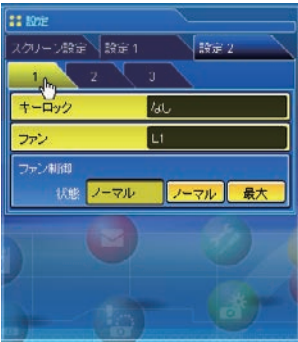 設定
スクリーン設定 設定 1 設定 2
1 2 3
キーロック なし
ファン L1
ファン制御
状態 ノーマル ノーマル 最大